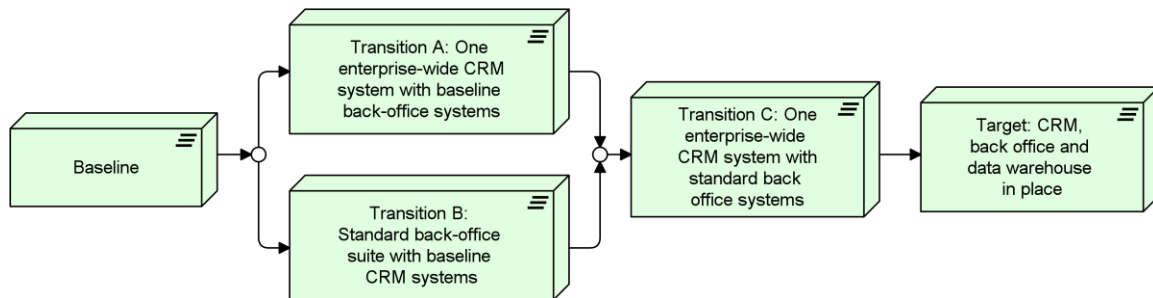 Baseline
Transition A: One
enterprise-wide CRM
system with baseline
back-office systems
Transition B:
Standard back-office
suite with baseline
CRM systems
Transition C: One
enterprise-wide
CRM system with
standard back
office systems
Target: CRM,
back office and
data warehouse
in place